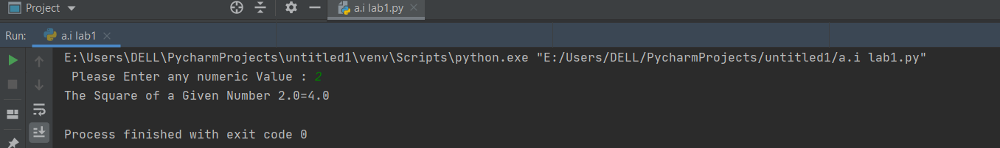 Project
a.i lab1.py
Run:
a.i lab1
E:\Users\DELL\PycharmProjects\untitled1\venv\Scripts\python.exe "E:/Users/DELL/PycharmProjects/untitled1/a.i lab1.py"
Please Enter any numeric Value : 2
The Square of a Given Number 2.0=4.0
Process finished with exit code 0